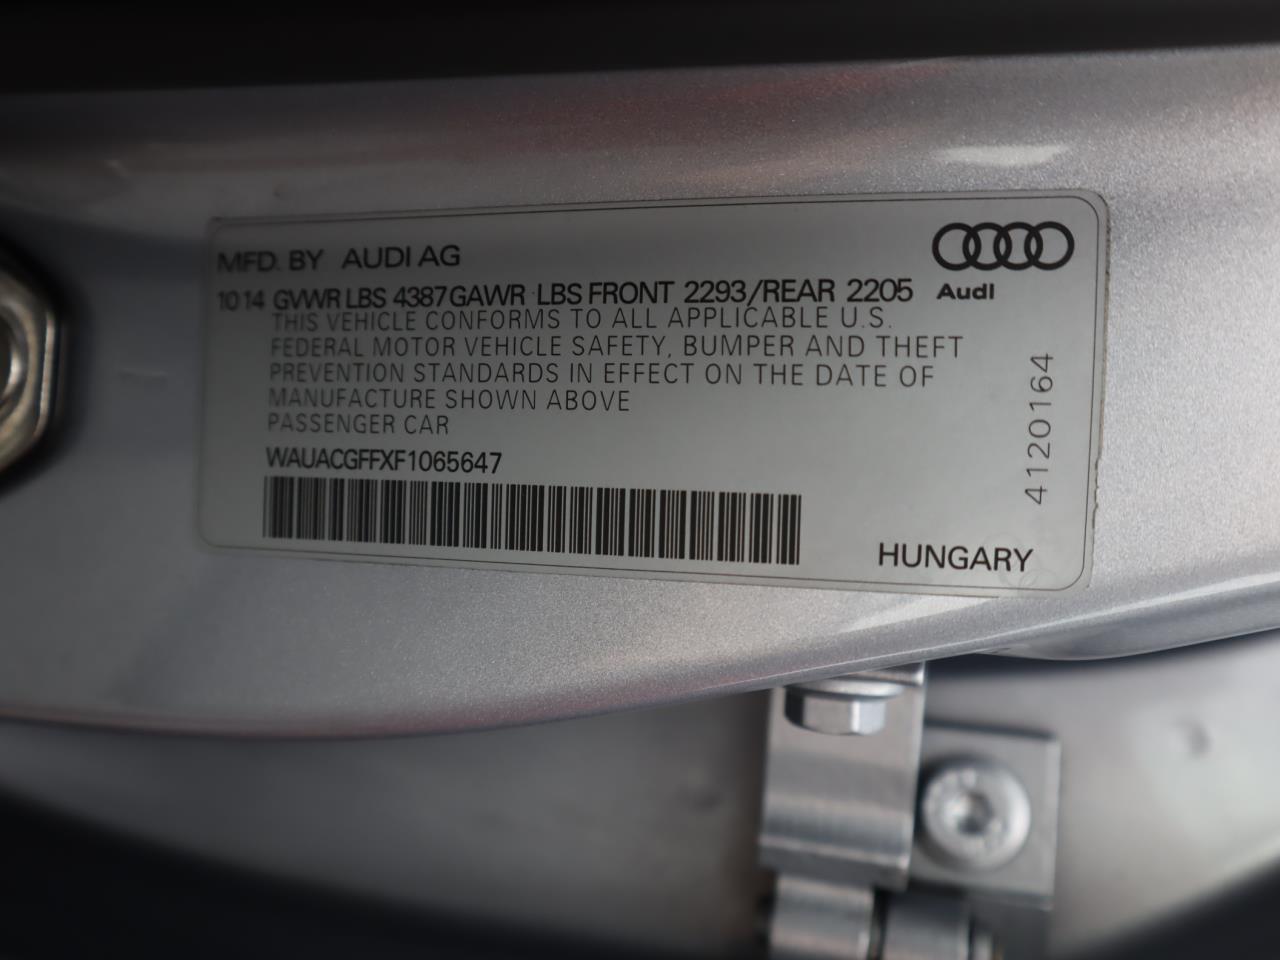 MFD. BY AUDI AG
10 14 GVWR LBS 4387 GAWR LBS FRONT 2293/REAR 2205
Audi
THIS VEHICLE CONFORMS TO ALL APPLICABLE U.S.
FEDERAL MOTOR VEHICLE SAFETY, BUMPER AND THEFT
PREVENTION STANDARDS IN EFFECT ON THE DATE OF
MANUFACTURE SHOWN ABOVE
PASSENGER CAR
WAUACGFFXF1065647
4120164
HUNGARY